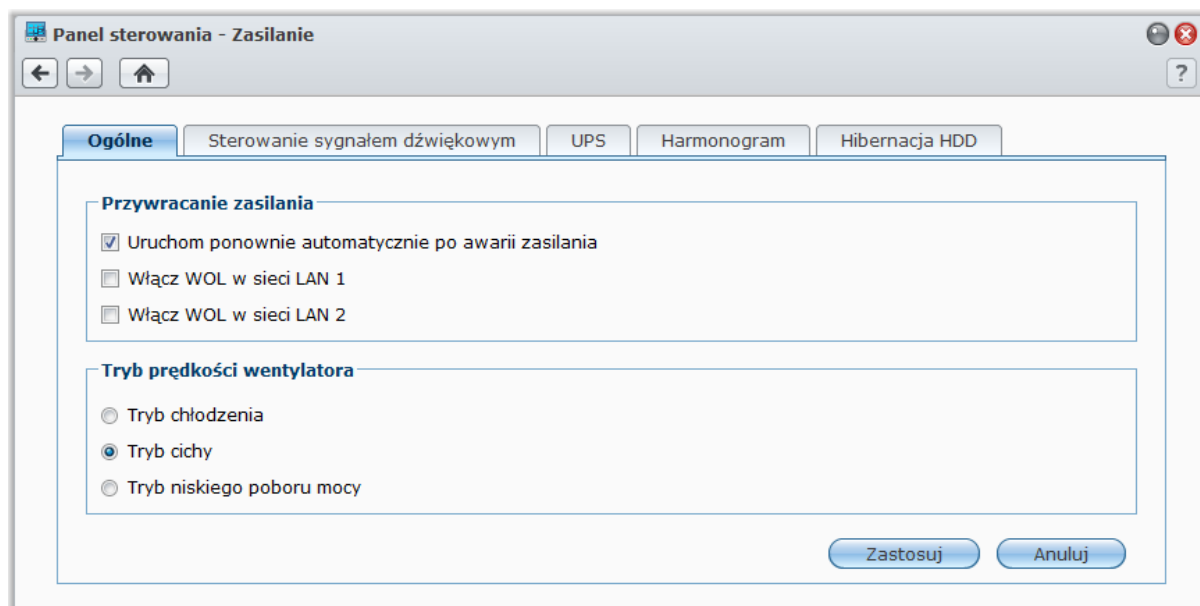 Panel sterowania - Zasilanie
?
Ogólne Sterowanie sygnałem dźwiękowym UPS Harmonogram Hibernacja HDD
Przywracanie zasilania
Uruchom ponownie automatycznie po awarii zasilania
Włącz WOL w sieci LAN 1
Włącz WOL w sieci LAN 2
Tryb prędkości wentylatora
Tryb chłodzenia
Tryb cichy
Tryb niskiego poboru mocy
Zastosuj Anuluj